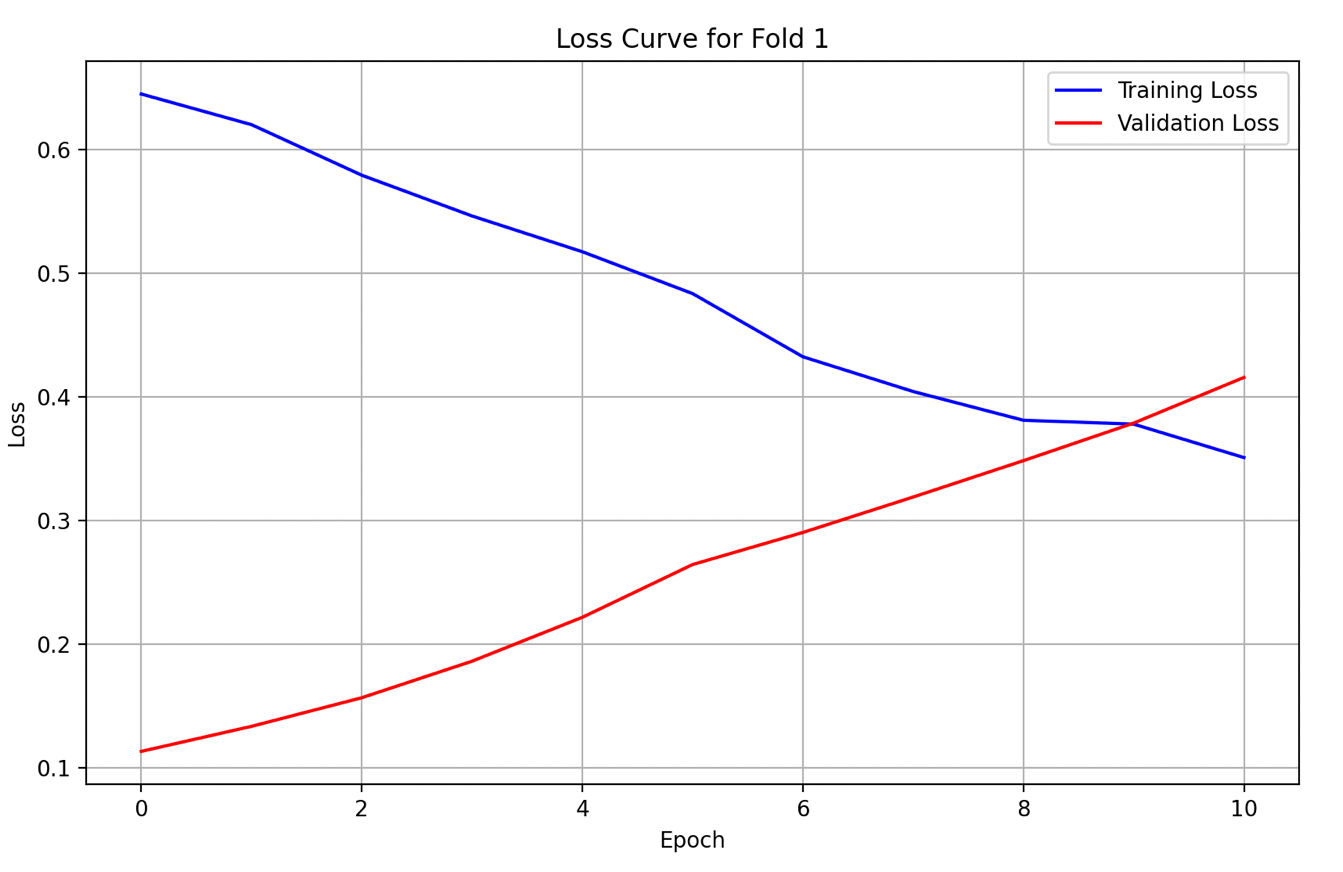 Loss Curve for Fold 1
Training Loss
Validation Loss
0.6
0.5
0.4
0.3
0.2
0.1
Loss
0 2 4 6 8 10
Epoch